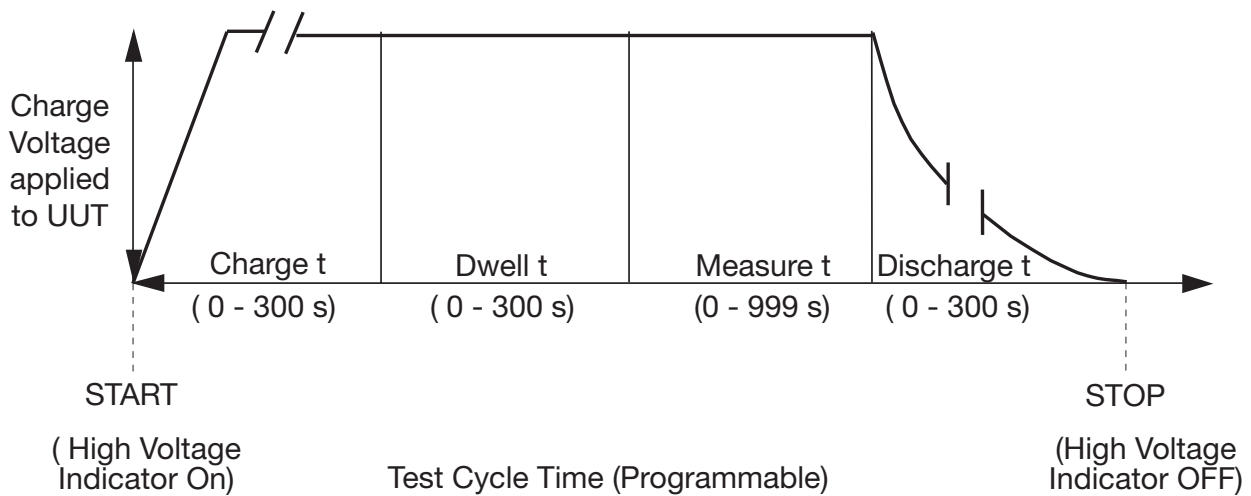 Charge
Voltage
applied
to UUT
Charge t
Dwell t
Measure t
Discharge t
( 0 - 300 s)
( 0 - 300 s)
(0 - 999 s)
( 0 - 300 s)
START
STOP
( High Voltage
Indicator On)
Test Cycle Time (Programmable)
(High Voltage
Indicator OFF)